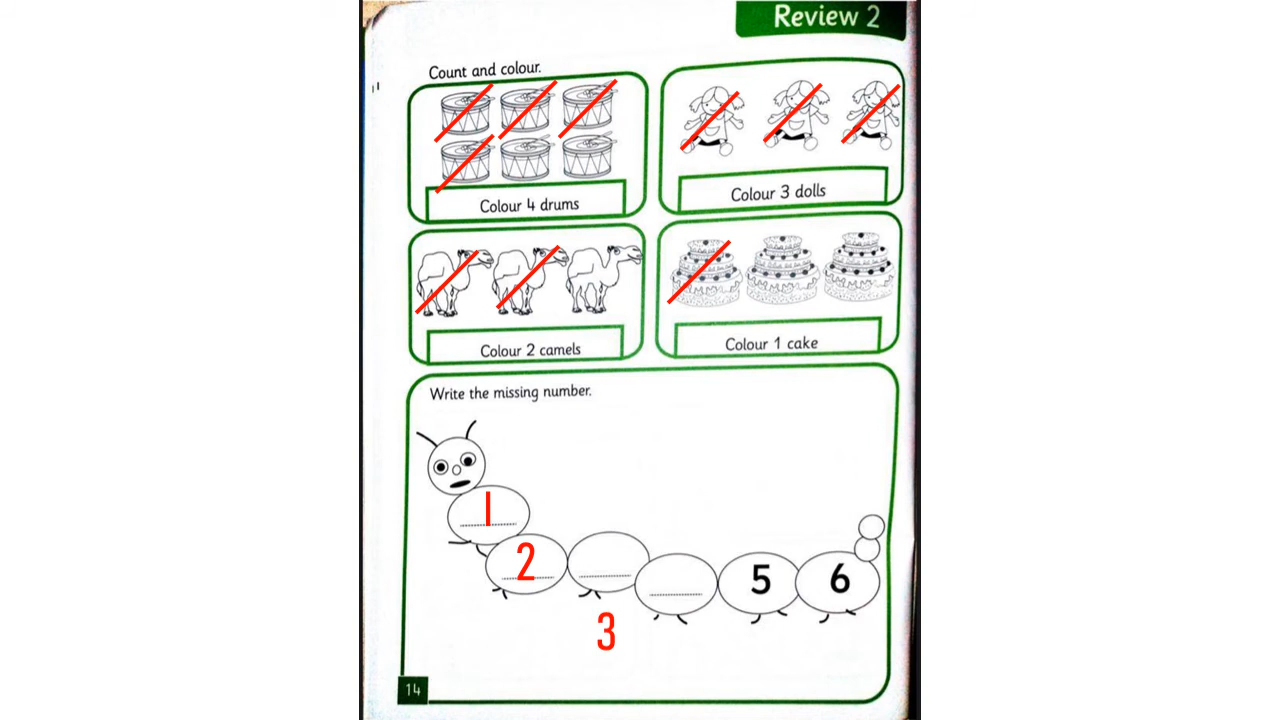 Review 2
Count and colour.
Colour 4 drums
Colour 3 dolls
Colour 2 camels
Colour 1 cake
Write the missing number.
1
2
5
6
3
14